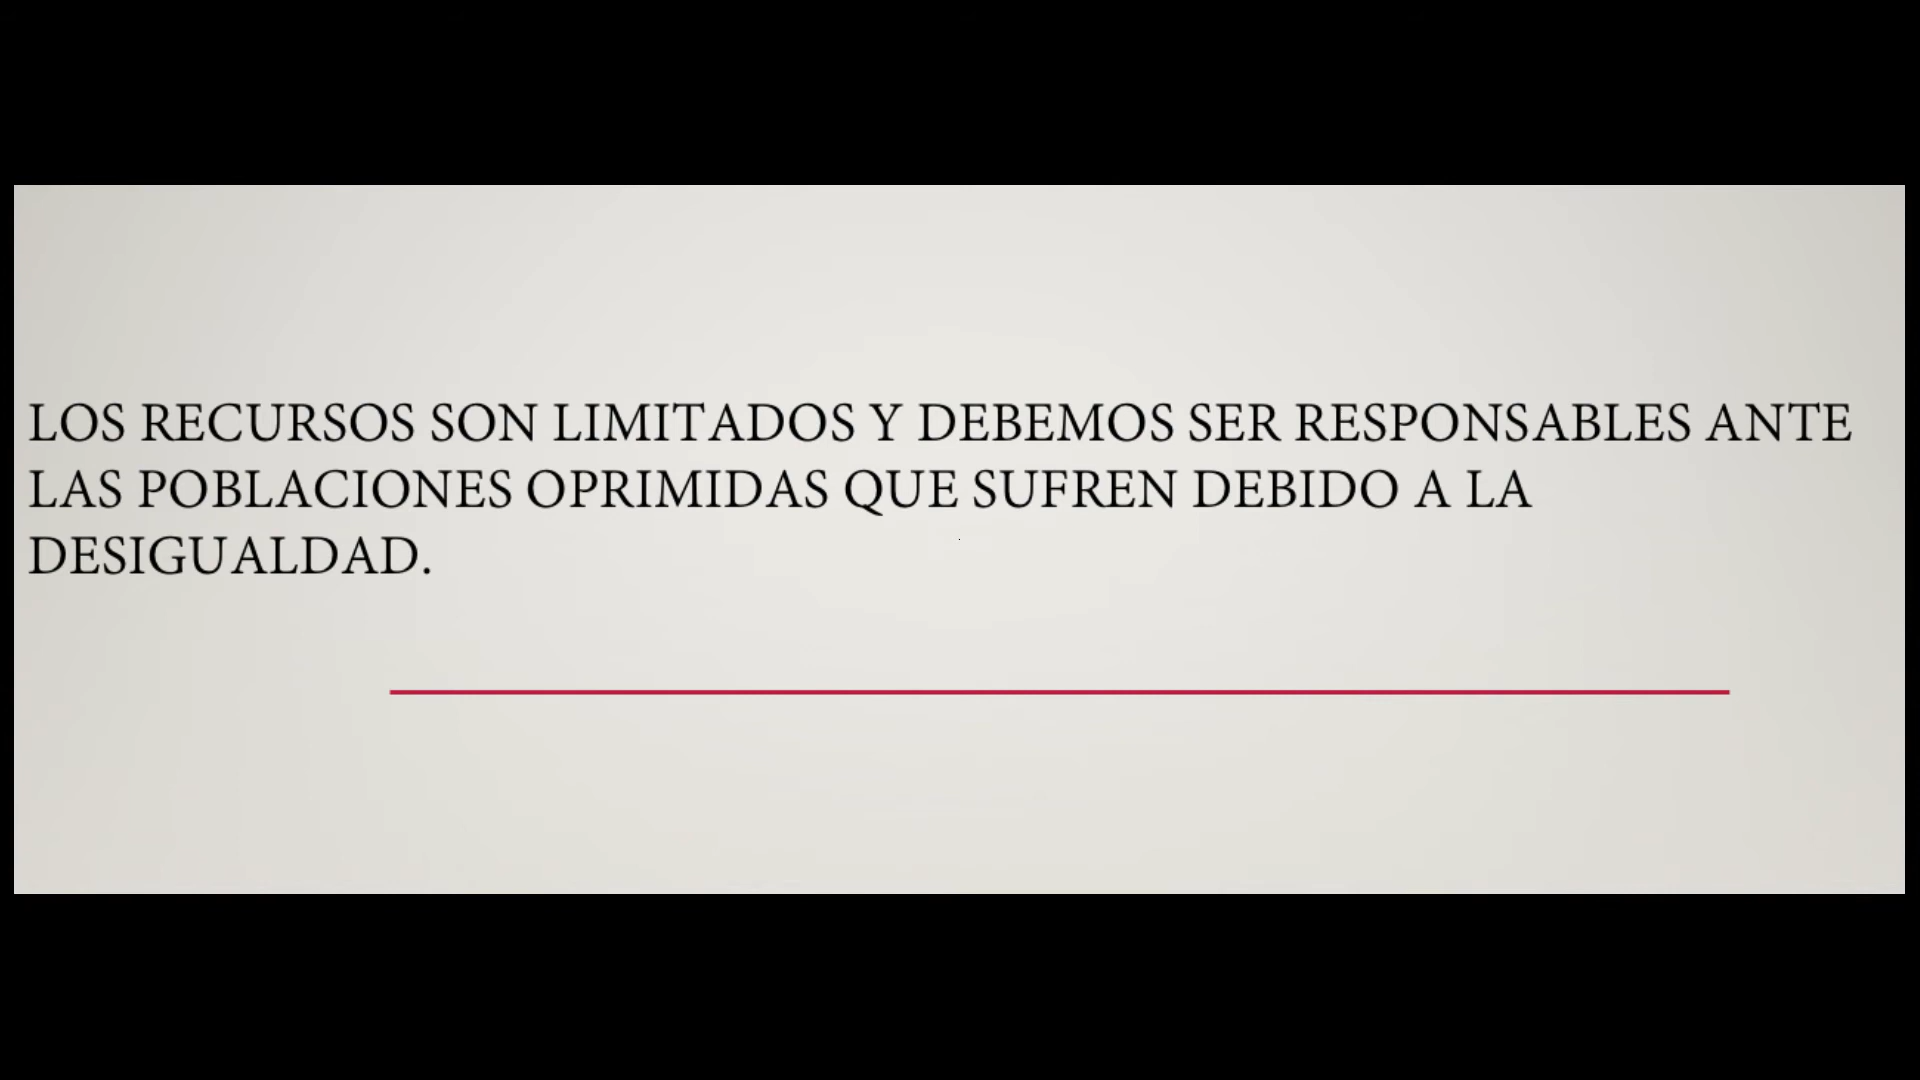 LOS RECURSOS SON LIMITADOS Y DEBEMOS SER RESPONSABLES ANTE
LAS POBLACIONES OPRIMIDAS QUE SUFREN DEBIDO A LA
DESIGUALDAD.